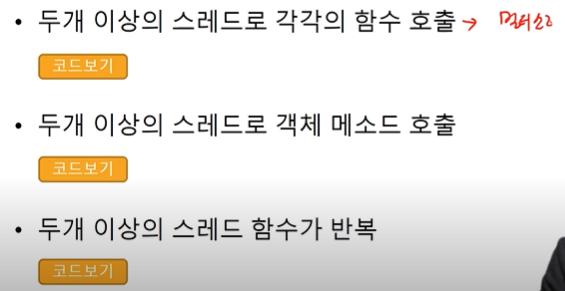 • 두개 이상의 스레드로 각각의 함수 호출 →
코드보기
• 두개 이상의 스레드로 객체 메소드 호출
코드보기
• 두개 이상의 스레드 함수가 반복
코드보기